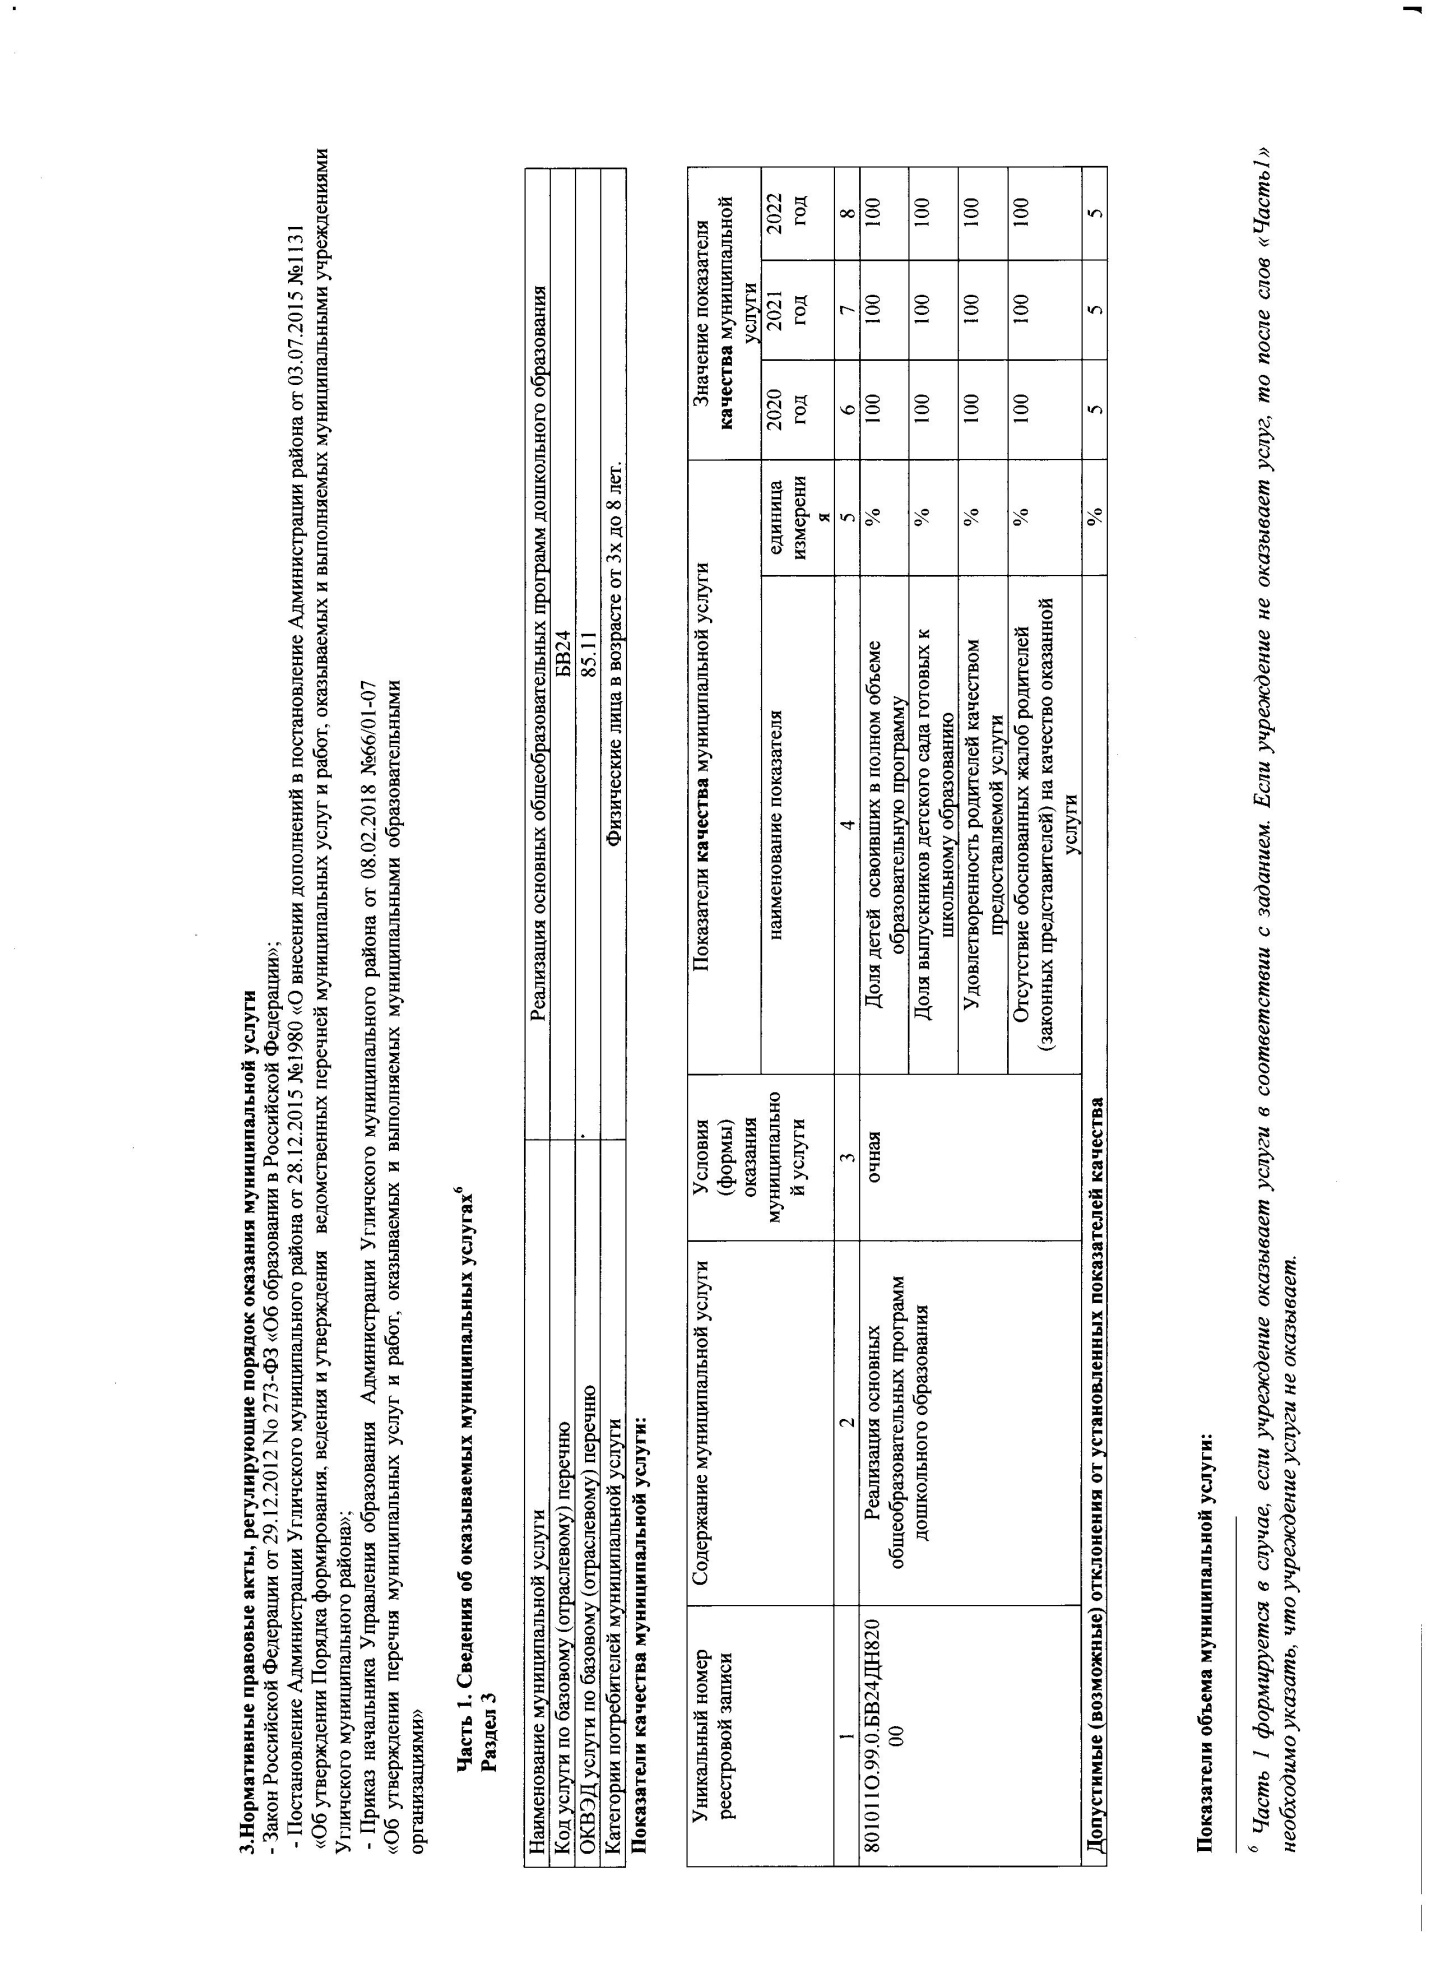 3.Нормативные правовые акты, регулирующие порядок оказания муниципальной услуги
- Закон Российской Федерации от 29.12.2012 No 273-ФЗ «Об образовании в Российской Федерации»;
- Постановление Администрации Угличского муниципального района от 28.12.2015 №1980 «О внесении дополнений в постановление Администрации района от 03.07.2015 №1131
«Об утверждении Порядка формирования, ведения и утверждения ведомственных перечней муниципальных услуг и работ, оказываемых и выполняемых муниципальными учреждениями
Угличского муниципального района»;
- Приказ начальника Управления образования Администрации Угличского муниципального района от 08.02.2018 №66/01-07
«Об утверждении перечня муниципальных услуг и работ, оказываемых и выполняемых муниципальными образовательными
организациями»
Часть 1. Сведения об оказываемых муниципальных услугах⁶
Раздел 3
Наименование муниципальной услуги Реализация основных общеобразовательных программ дошкольного образования
Код услуги по базовому (отраслевому) перечню БВ24
ОКВЭД услуги по базовому (отраслевому) перечню 85.11
Категории потребителей муниципальной услуги Физические лица в возрасте от 3х до 8 лет.
Показатели качества муниципальной услуги:
Уникальный номер
реестровой записи
Содержание муниципальной услуги
Условия
(формы)
оказания
муниципально
й услуги
Показатели качества муниципальной услуги
наименование показателя
единица
измерени
я
Значение показателя
качества муниципальной
услуги
2020
год
2021
год
2022
год
1 2 3 4 5 6 7 8
801011О.99.0.БВ24ДН820
00
Реализация основных
общеобразовательных программ
дошкольного образования
очная
Доля детей освоивших в полном объеме
образовательную программу
% 100 100 100
Доля выпускников детского сада готовых к
школьному образованию
% 100 100 100
Удовлетворенность родителей качеством
предоставляемой услуги
% 100 100 100
Отсутствие обоснованных жалоб родителей
(законных представителей) на качество оказанной
услуги
% 100 100 100
Допустимые (возможные) отклонения от установленных показателей качества % 5 5 5
Показатели объема муниципальной услуги:
⁶ Часть 1 формируется в случае, если учреждение оказывает услуги в соответствии с заданием. Если учреждение не оказывает услуг, то после слов «Часть1»
необходимо указать, что учреждение услуги не оказывает.